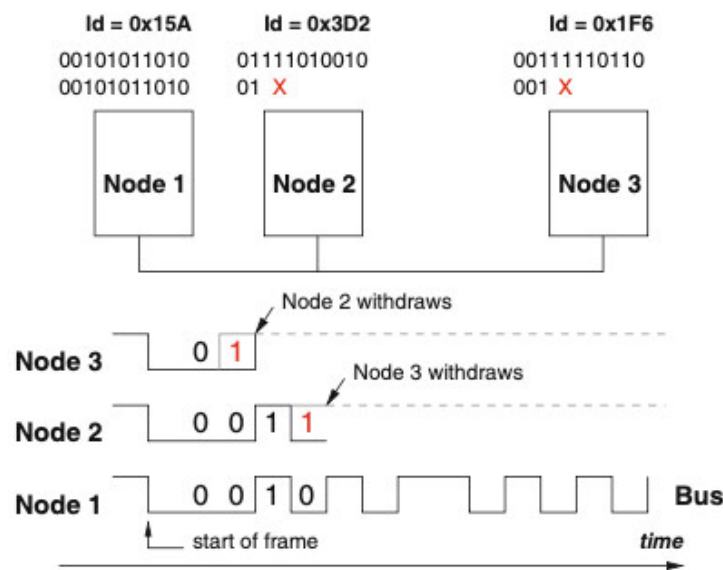 Id = 0x15A Id = 0x3D2 Id = 0x1F6
00101011010 01111010010 00111110110
00101011010 01 X 001 X
Node 1 Node 2 Node 3
Node 2 withdraws
Node 3 0 1
Node 3 withdraws
Node 2 0 0 1 1
Node 1 0 0 1 0 Bus
start of frame time